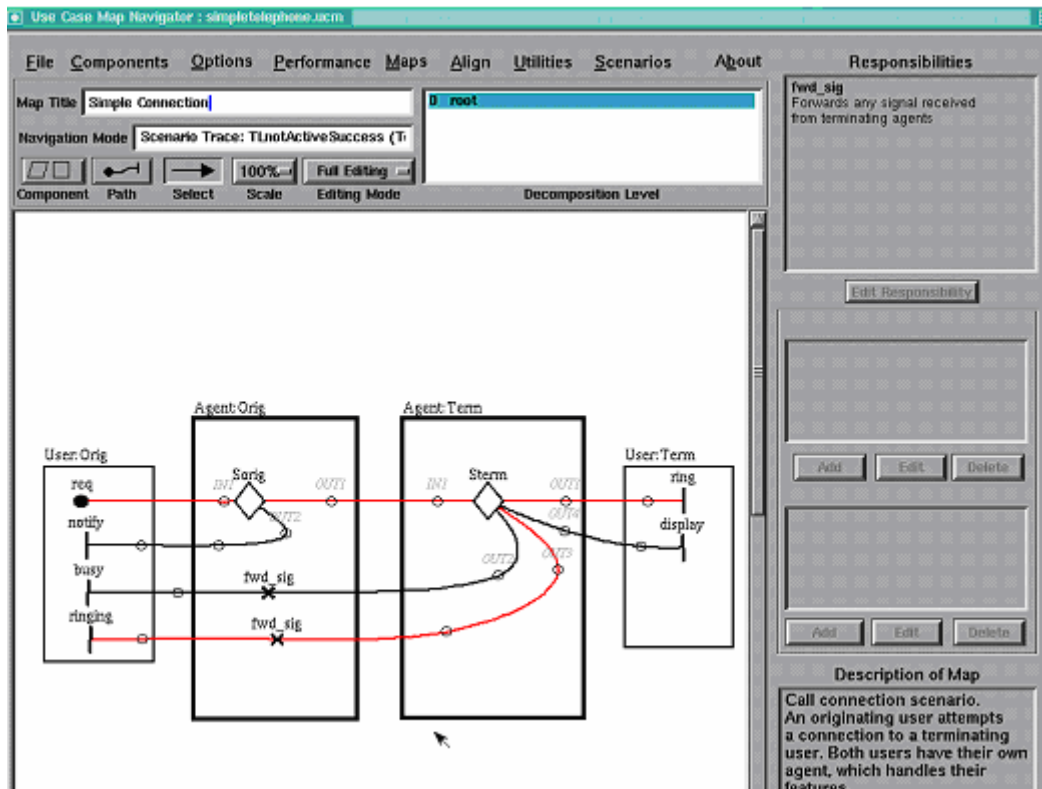 Use Case Map Navigator : simpletelephone.ucm
File Components Options Performance Maps Align Utilities Scenarios About
Map Title Simple Connection
Navigation Mode Scenario Trace: TLnotActiveSuccess (T
100% Full Editing
Component Path Select Scale Editing Mode
0 root
Decomposition Level
Responsibilities
fwd_sig
Forwards any signal received
from terminating agents
Edit Responsibility
Add Edit Delete
Add Edit Delete
Description of Map
Call connection scenario.
An originating user attempts
a connection to a terminating
user. Both users have their own
agent, which handles their
features
Agent:Orig Agent:Term
User:Orig User:Term
req IN1 Sorig OUT1 IN1 Sterm OUT1 ring
notify OUT2 OUT4 display
busy fwd_sig OUT2 OUT3
ringing fwd_sig